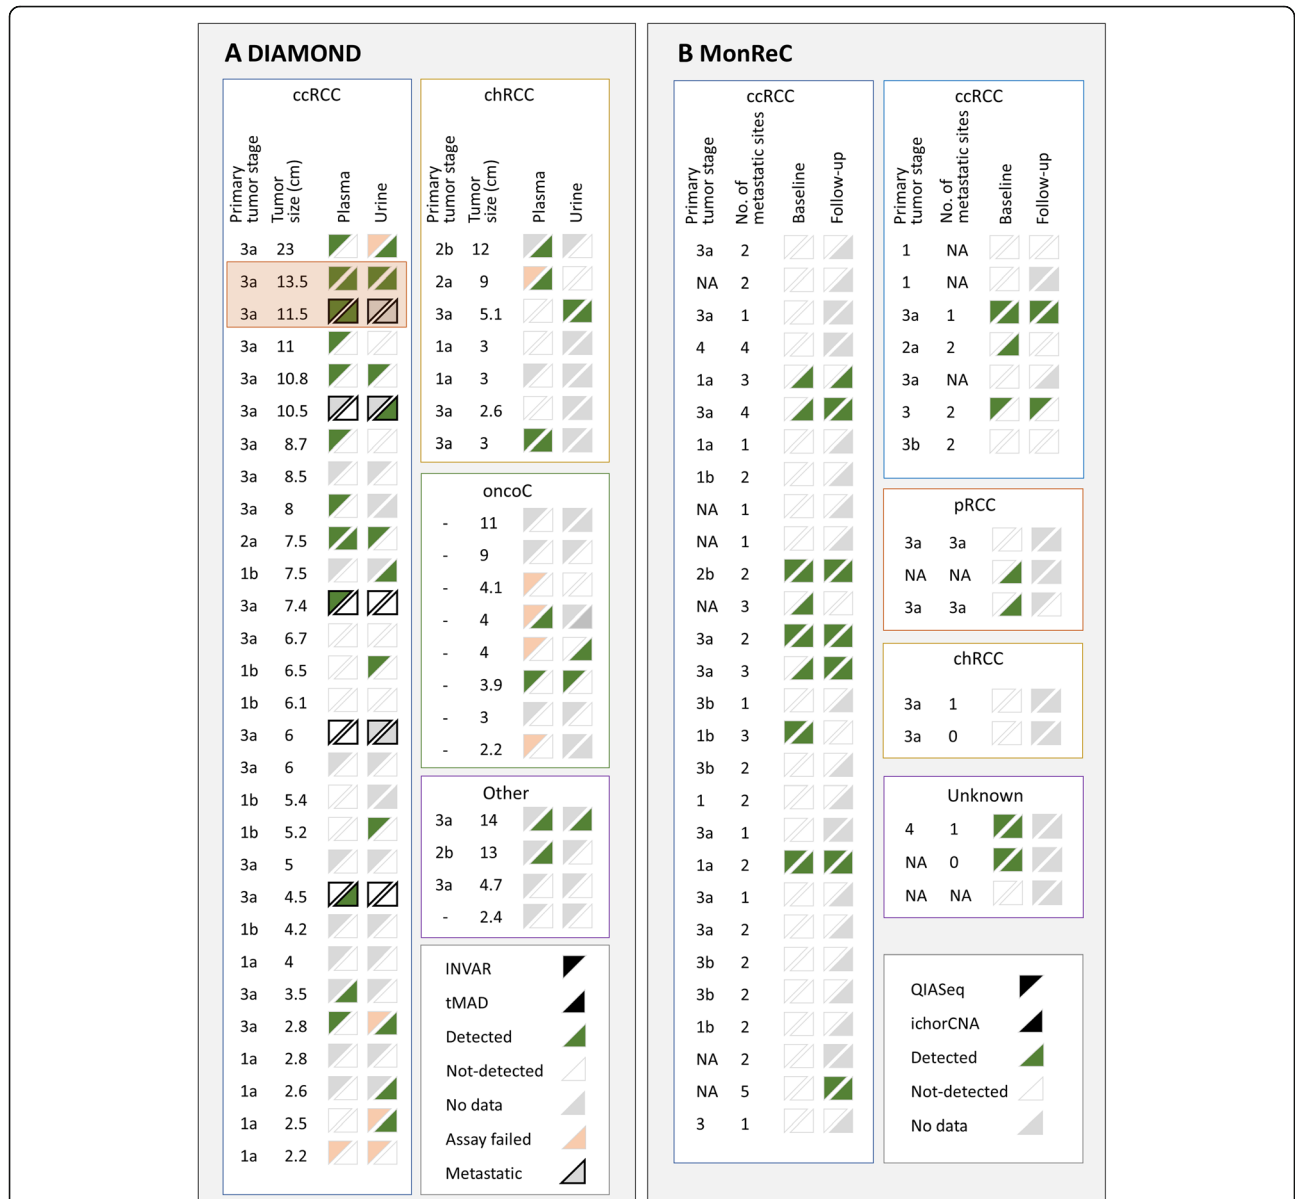 A DIAMOND
ccRCC
Primary tumor stage
Tumor size (cm)
Plasma
Urine
3a 23
3a 13.5
3a 11.5
3a 11
3a 10.8
3a 10.5
3a 8.7
3a 8.5
3a 8
2a 7.5
1b 7.5
3a 7.4
3a 6.7
1b 6.5
1b 6.1
3a 6
3a 6
1b 5.4
1b 5.2
3a 5
3a 4.5
1b 4.2
1a 4
3a 3.5
3a 2.8
1a 2.8
1a 2.6
1a 2.5
1a 2.2
chRCC
Primary tumor stage
Tumor size (cm)
Plasma
Urine
2b 12
2a 9
3a 5.1
1a 3
1a 3
3a 2.6
3a 3
oncoC
- 11
- 9
- 4.1
- 4
- 4
- 3.9
- 3
- 2.2
Other
3a 14
2b 13
3a 4.7
- 2.4
INVAR
tMAD
Detected
Not-detected
No data
Assay failed
Metastatic
B MonReC
ccRCC
Primary tumor stage
No. of metastatic sites
Baseline
Follow-up
3a 2
NA 2
3a 1
4 4
1a 3
3a 4
1a 1
1b 2
NA 1
NA 1
2b 2
NA 3
3a 2
3a 3
3b 1
1b 3
3b 2
1 2
3a 1
1a 2
3a 1
3a 2
3b 2
3b 2
1b 2
NA 2
NA 5
3 1
ccRCC
Primary tumor stage
No. of metastatic sites
Baseline
Follow-up
1 NA
1 NA
3a 1
2a 2
3a NA
3 2
3b 2
pRCC
3a 3a
NA NA
3a 3a
chRCC
3a 1
3a 0
Unknown
4 1
NA 0
NA NA
QIASeq
ichorCNA
Detected
Not-detected
No data